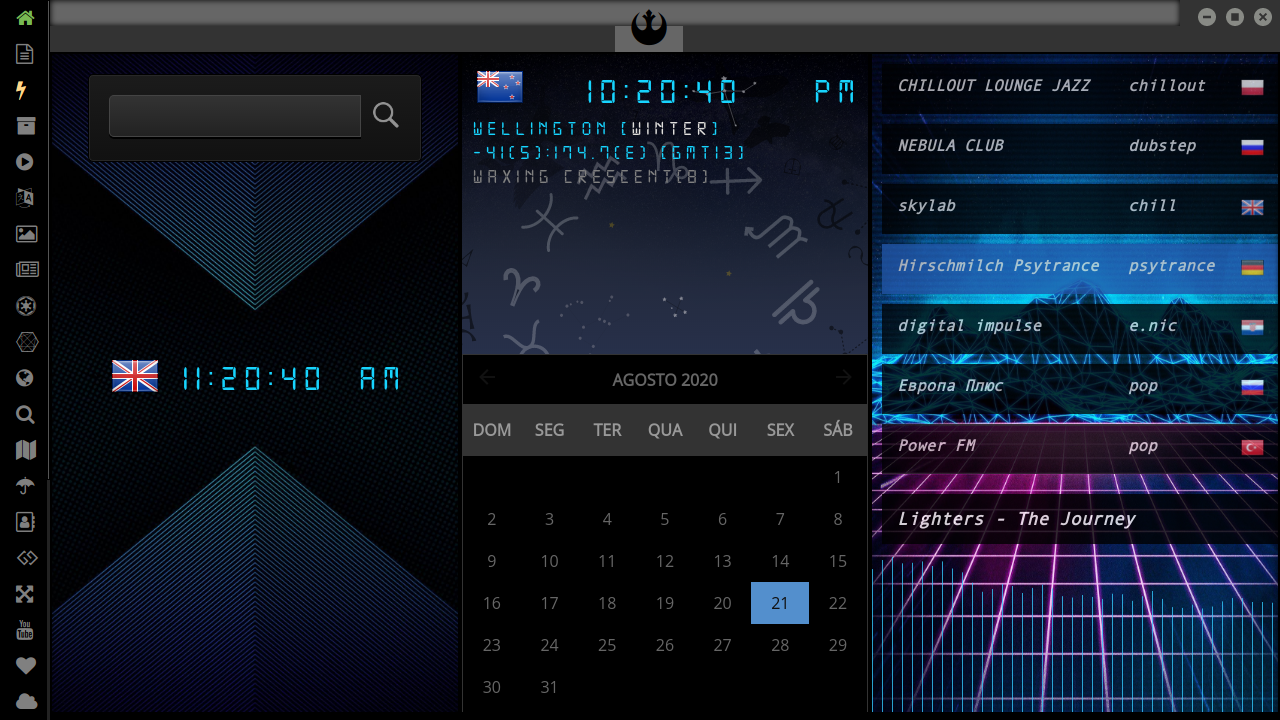 11:20:40 AM
10:20:40 PM
WELLINGTON (WINTER)
-41(S):174.7(E) (GMT13)
WAXING CRESCENT(8)
AGOSTO 2020
DOM SEG TER QUA QUI SEX SÁB
1
2 3 4 5 6 7 8
9 10 11 12 13 14 15
16 17 18 19 20 21 22
23 24 25 26 27 28 29
30 31
CHILLOUT LOUNGE JAZZ chillout
NEBULA CLUB dubstep
skylab chill
Hirschmilch Psytrance psytrance
digital impulse e.nic
Европа Плюс pop
Power FM pop
Lighters - The Journey
You Tube